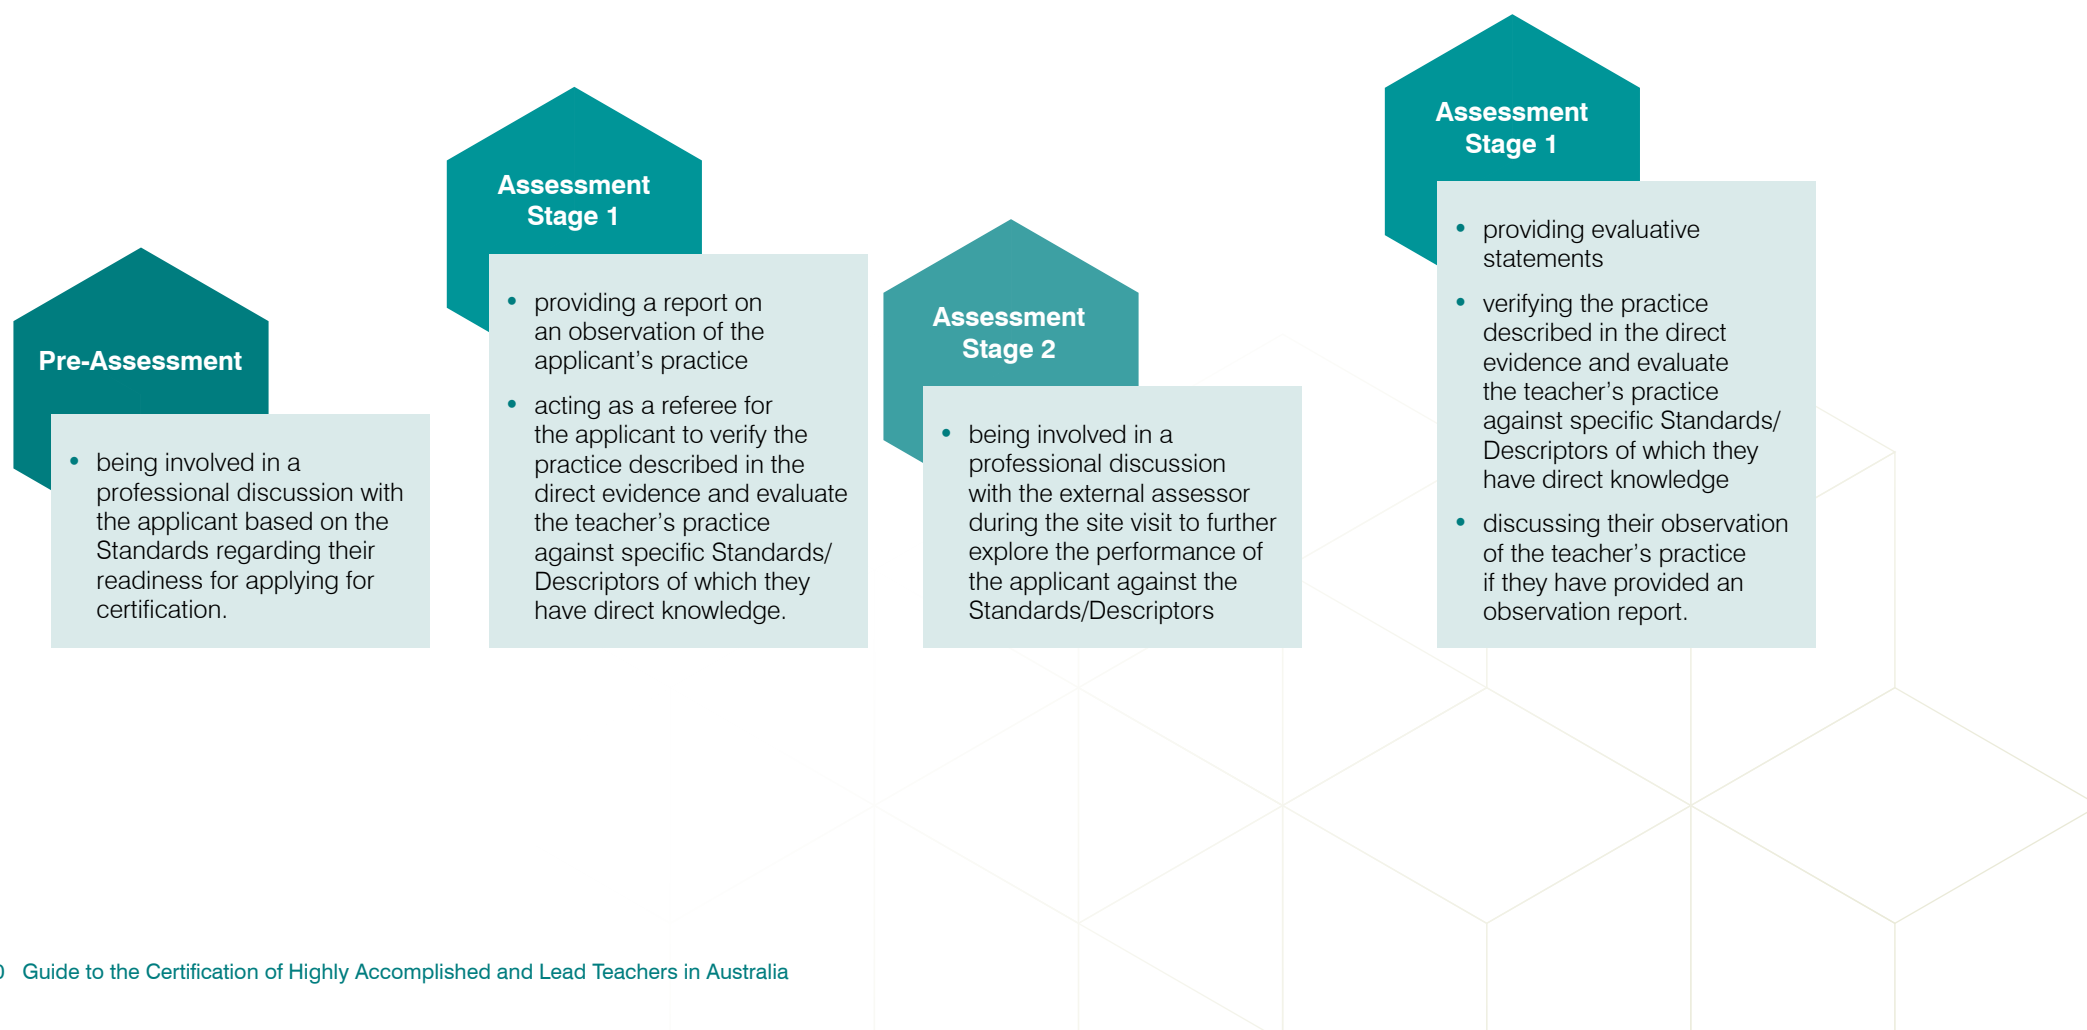 Pre-Assessment
• being involved in a
professional discussion with
the applicant based on the
Standards regarding their
readiness for applying for
certification.
Assessment
Stage 1
• providing a report on
an observation of the
applicant’s practice
• acting as a referee for
the applicant to verify the
practice described in the
direct evidence and evaluate
the teacher’s practice
against specific Standards/
Descriptors of which they
have direct knowledge.
Assessment
Stage 2
• being involved in a
professional discussion
with the external assessor
during the site visit to further
explore the performance of
the applicant against the
Standards/Descriptors
Assessment
Stage 1
• providing evaluative
statements
• verifying the practice
described in the direct
evidence and evaluate
the teacher’s practice
against specific Standards/
Descriptors of which they
have direct knowledge
• discussing their observation
of the teacher’s practice
if they have provided an
observation report.
Guide to the Certification of Highly Accomplished and Lead Teachers in Australia